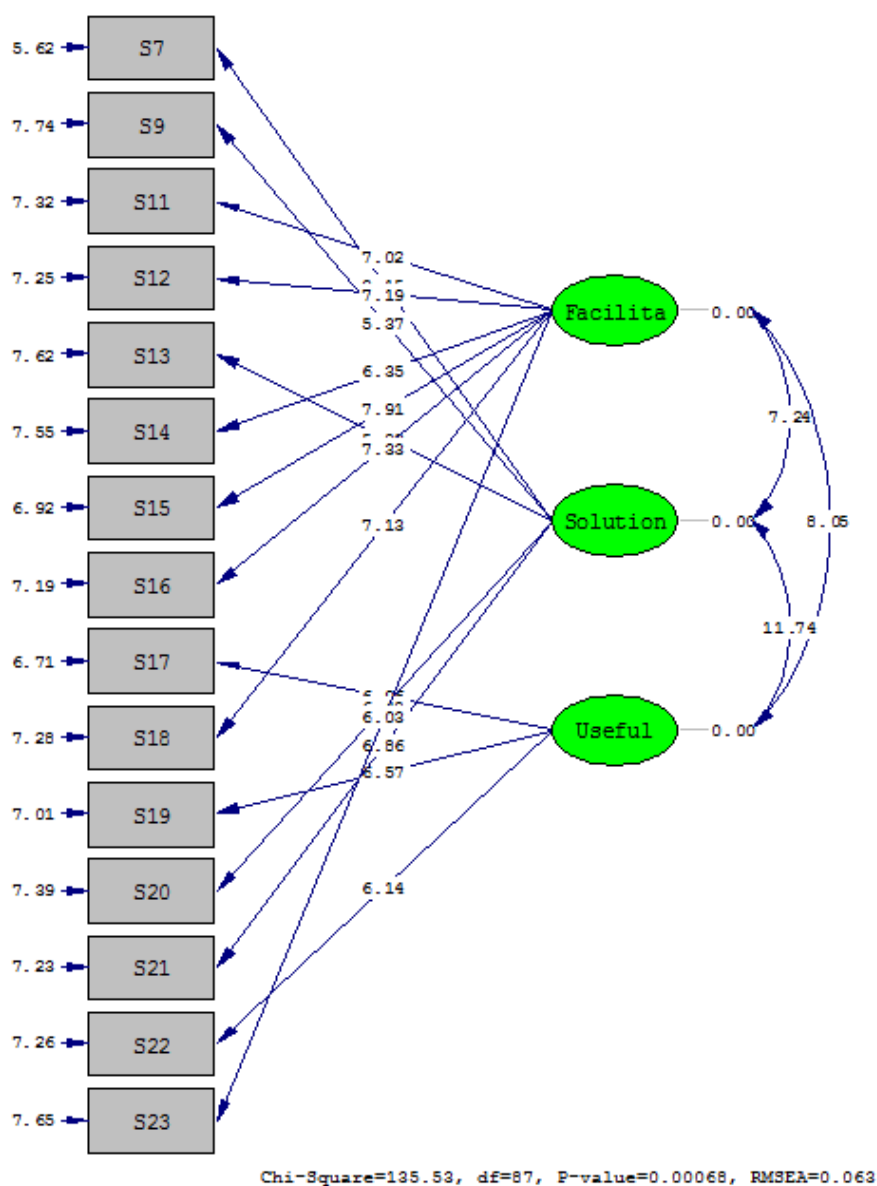 5.62 S7
7.74 S9
7.32 S11
7.25 S12
7.62 S13
7.55 S14
6.92 S15
7.19 S16
6.71 S17
7.28 S18
7.01 S19
7.39 S20
7.23 S21
7.26 S22
7.65 S23
7.02
7.19
5.37
6.35
7.91
7.33
7.13
6.03
6.86
6.57
6.14
Facilita 0.00
Solution 0.00
Useful 0.00
7.24
8.05
11.74
Chi-Square=135.53, df=87, P-value=0.00068, RMSEA=0.063